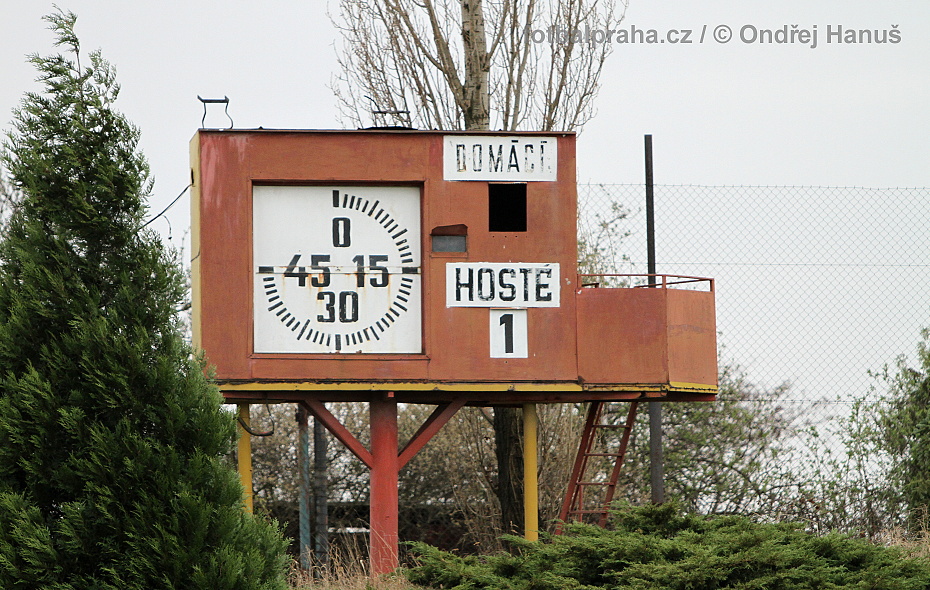 fotbalpraha.cz / © Ondřej Hanuš
DOMÁCÍ
0
45 15
30
HOSTE
1